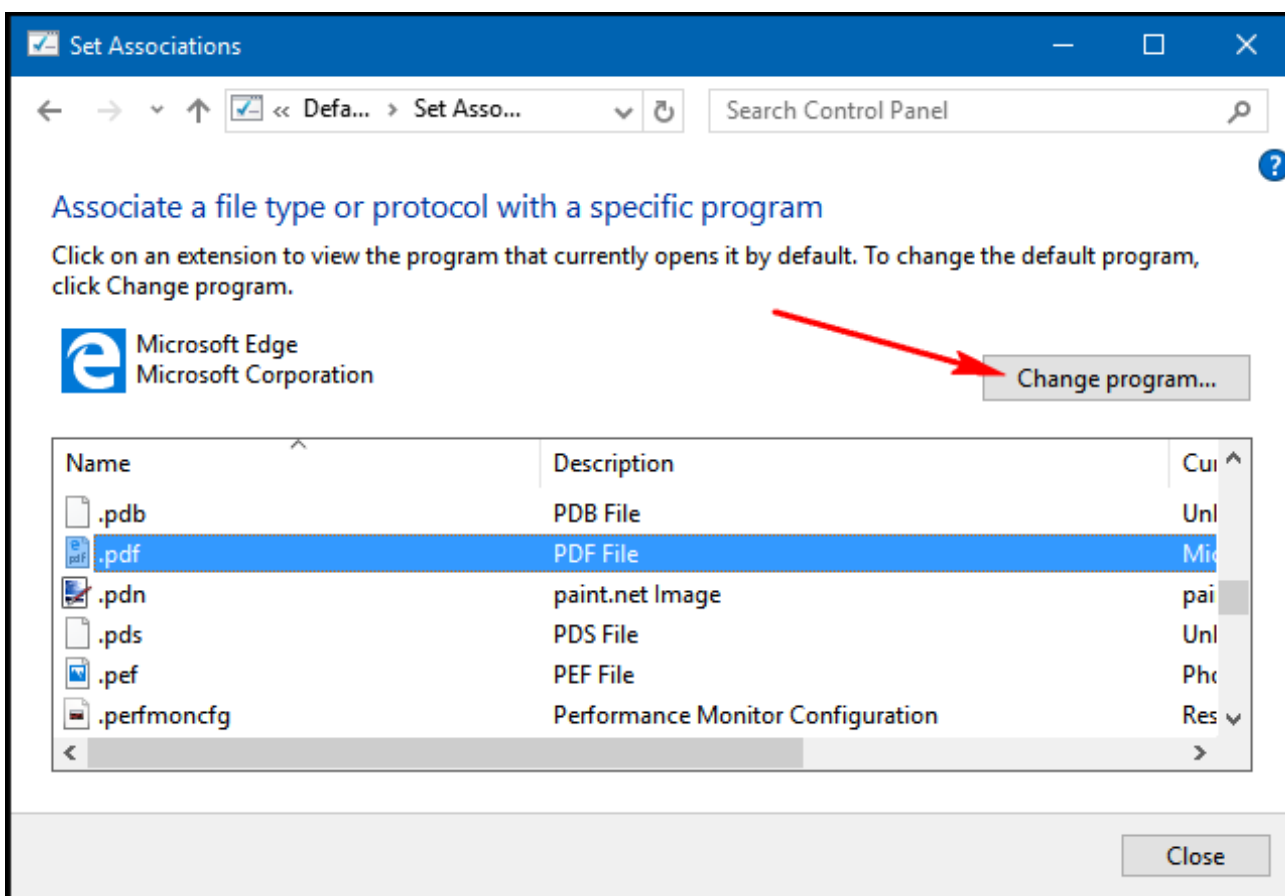 Set Associations
« Defa... > Set Asso...
Search Control Panel
?
Associate a file type or protocol with a specific program
Click on an extension to view the program that currently opens it by default. To change the default program,
click Change program.
Microsoft Edge
Microsoft Corporation
Change program...
Name Description
.pdb PDB File
.pdf PDF File
.pdn paint.net Image
.pds PDS File
.pef PEF File
.perfmoncfg Performance Monitor Configuration Res
Close